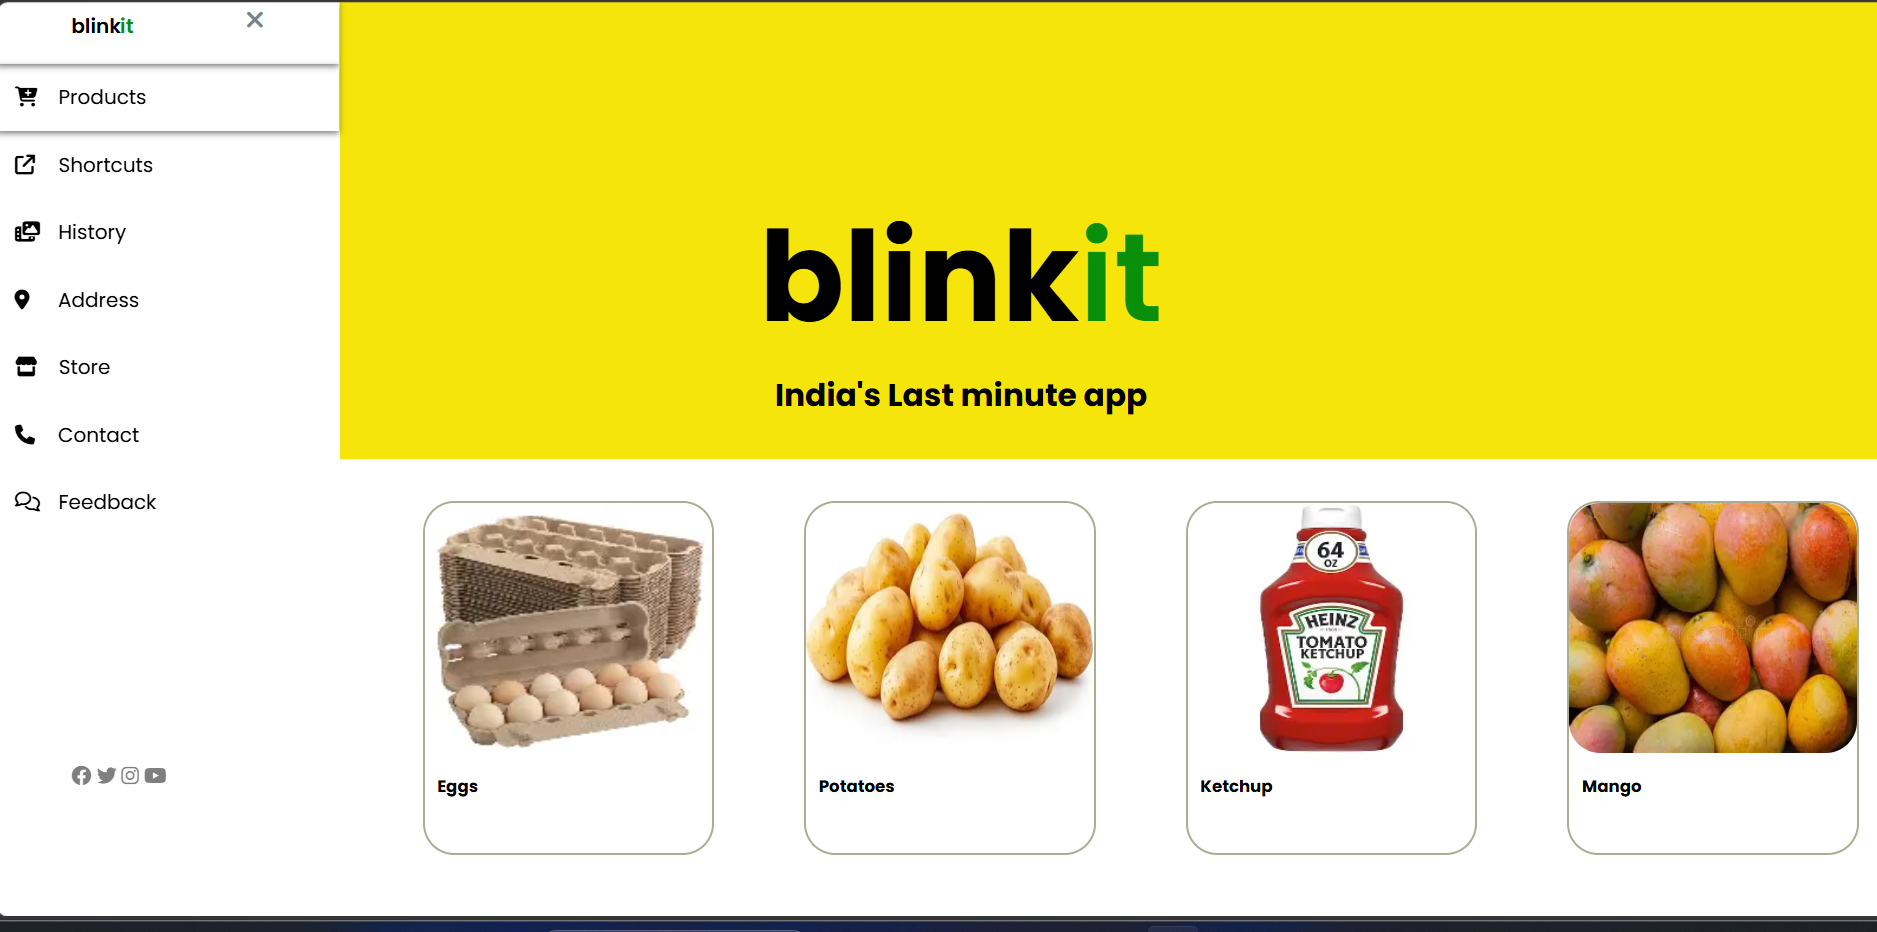 blinkit
Products
Shortcuts
History
Address
Store
Contact
Feedback
blinkit
India's Last minute app
64
OZ
HEINZ
TOMATO
KETCHUP
Eggs
Potatoes
Ketchup
Mango